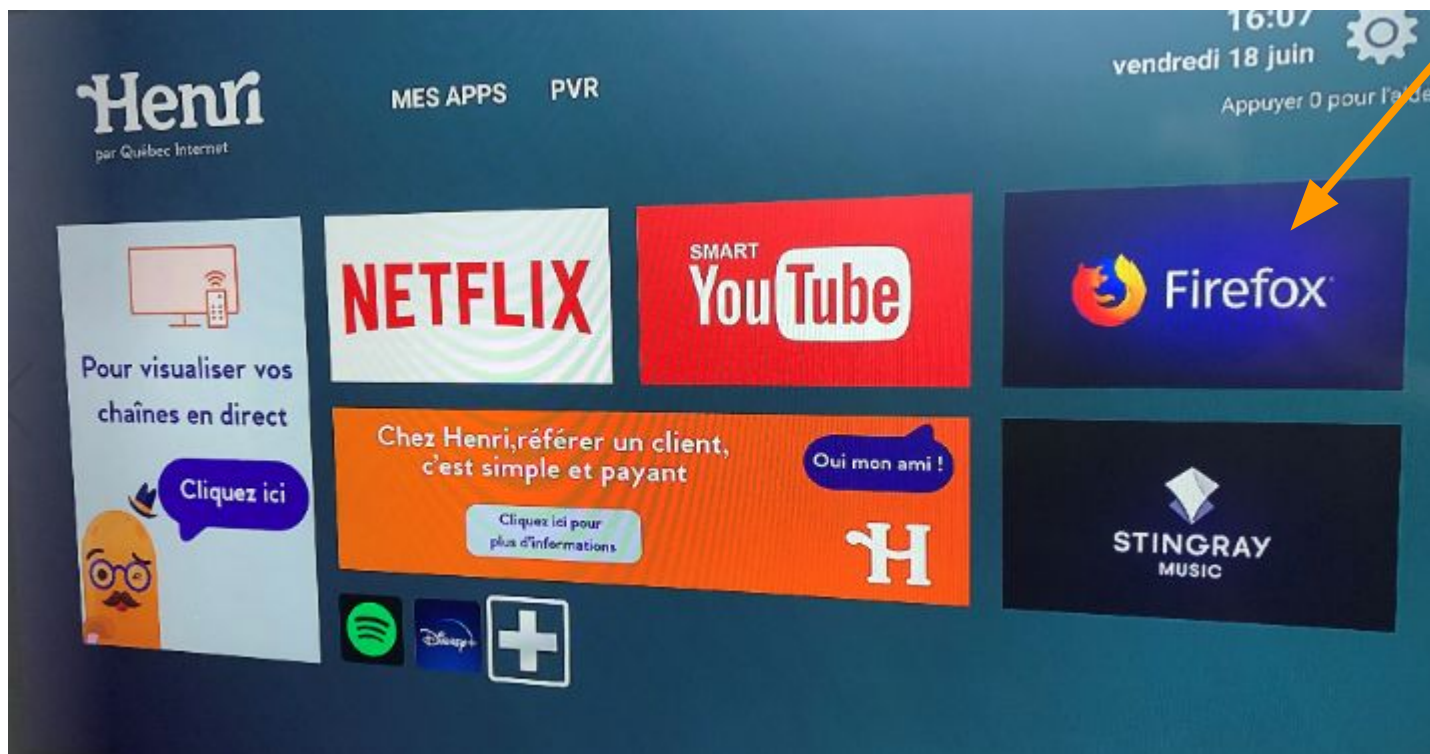 Henri
par Québec Internet
MES APPS
PVR
16:07
vendredi 18 juin
Appuyer 0 pour l'aide
Pour visualiser vos
chaînes en direct
Cliquez ici
NETFLIX
SMART
YouTube
Firefox
Chez Henri,référer un client,
c'est simple et payant
Cliquez ici pour
plus d'informations
Oui mon ami !
H
STINGRAY
MUSIC
Disney+